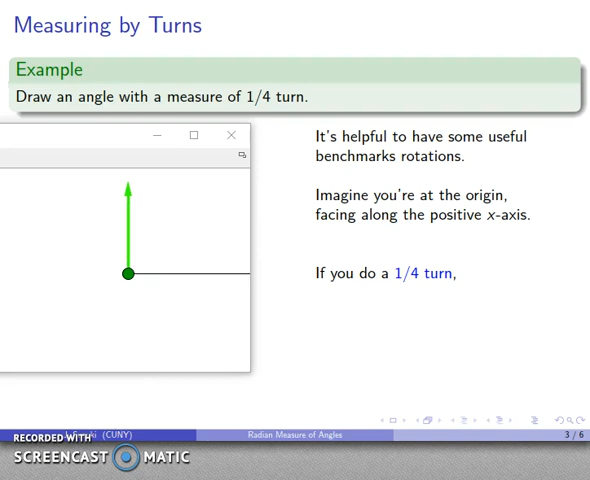 Measuring by Turns
Example
Draw an angle with a measure of 1/4 turn.
It's helpful to have some useful
benchmarks rotations.
Imagine you're at the origin,
facing along the positive x-axis.
If you do a 1/4 turn,
(CUNY)
Radian Measure of Angles
3 / 6
RECORDED WITH
SCREENCAST MATIC